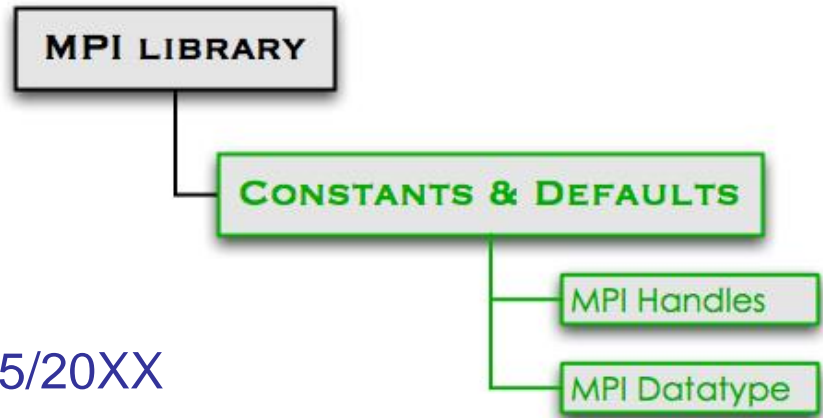 MPI LIBRARY
CONSTANTS & DEFAULTS
MPI Handles
5/20XX
MPI Datatype